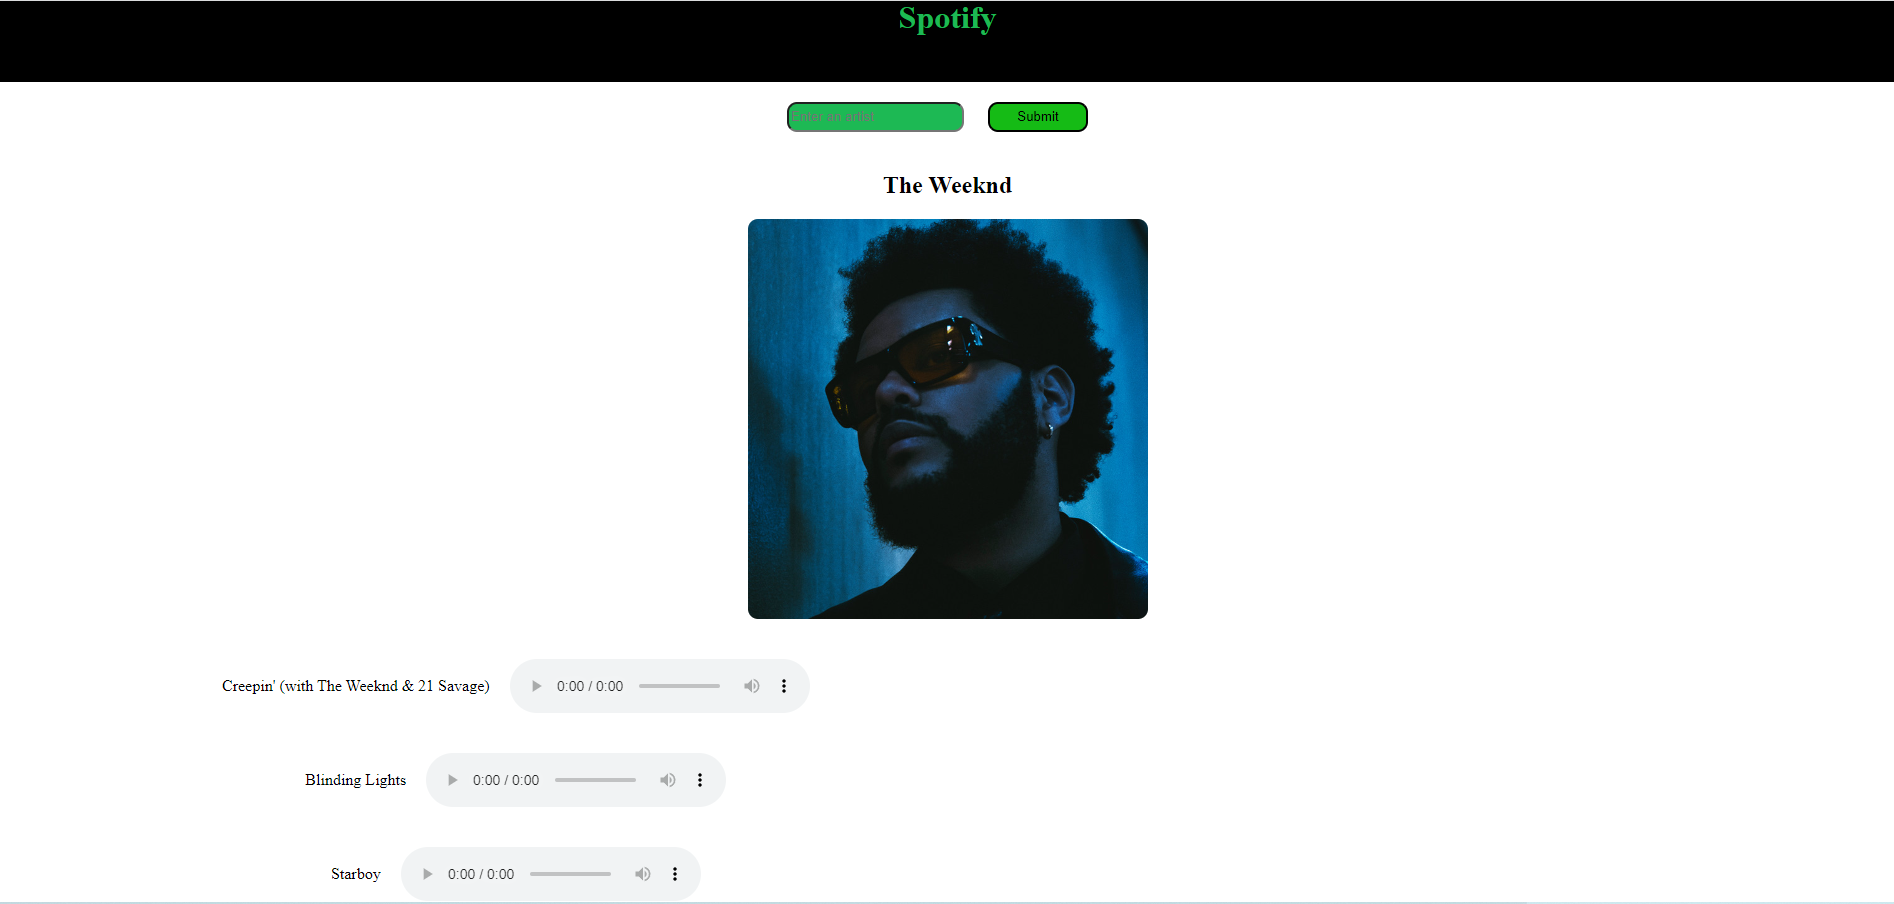 Spotify
Enter an artist
Submit
The Weeknd
Creepin' (with The Weeknd & 21 Savage)
0:00 / 0:00
Blinding Lights
0:00 / 0:00
Starboy
0:00 / 0:00